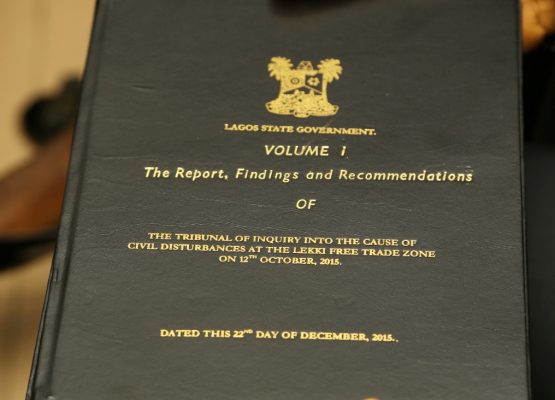 LAGOS STATE GOVERNMENT.
VOLUME 1
The Report, Findings and Recommendations
OF
THE TRIBUNAL OF INQUIRY INTO THE CAUSE OF
CIVIL DISTURBANCES AT THE LEKKI FREE TRADE ZONE
ON 12TH OCTOBER, 2015.
DATED THIS 22ND DAY OF DECEMBER, 2015..